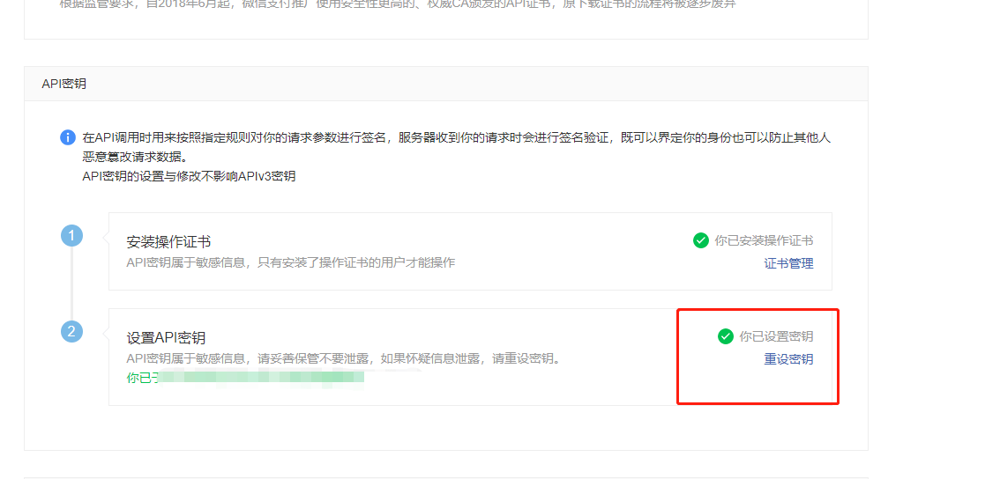 根据监管要求，自2018年6月起，微信支付推广使用安全性更高的、权威CA颁发的API证书，原下载证书的流程将被逐步废弃
API密钥
在API调用时用来按照指定规则对你的请求参数进行签名，服务器收到你的请求时会进行签名验证，既可以界定你的身份也可以防止其他人
恶意篡改请求数据。
API密钥的设置与修改不影响APIv3密钥
1
安装操作证书
你已安装操作证书
API密钥属于敏感信息，只有安装了操作证书的用户才能操作
证书管理
2
设置API密钥
你已设置密钥
API密钥属于敏感信息，请妥善保管不要泄露，如果怀疑信息泄露，请重设密钥。
重设密钥
你已于